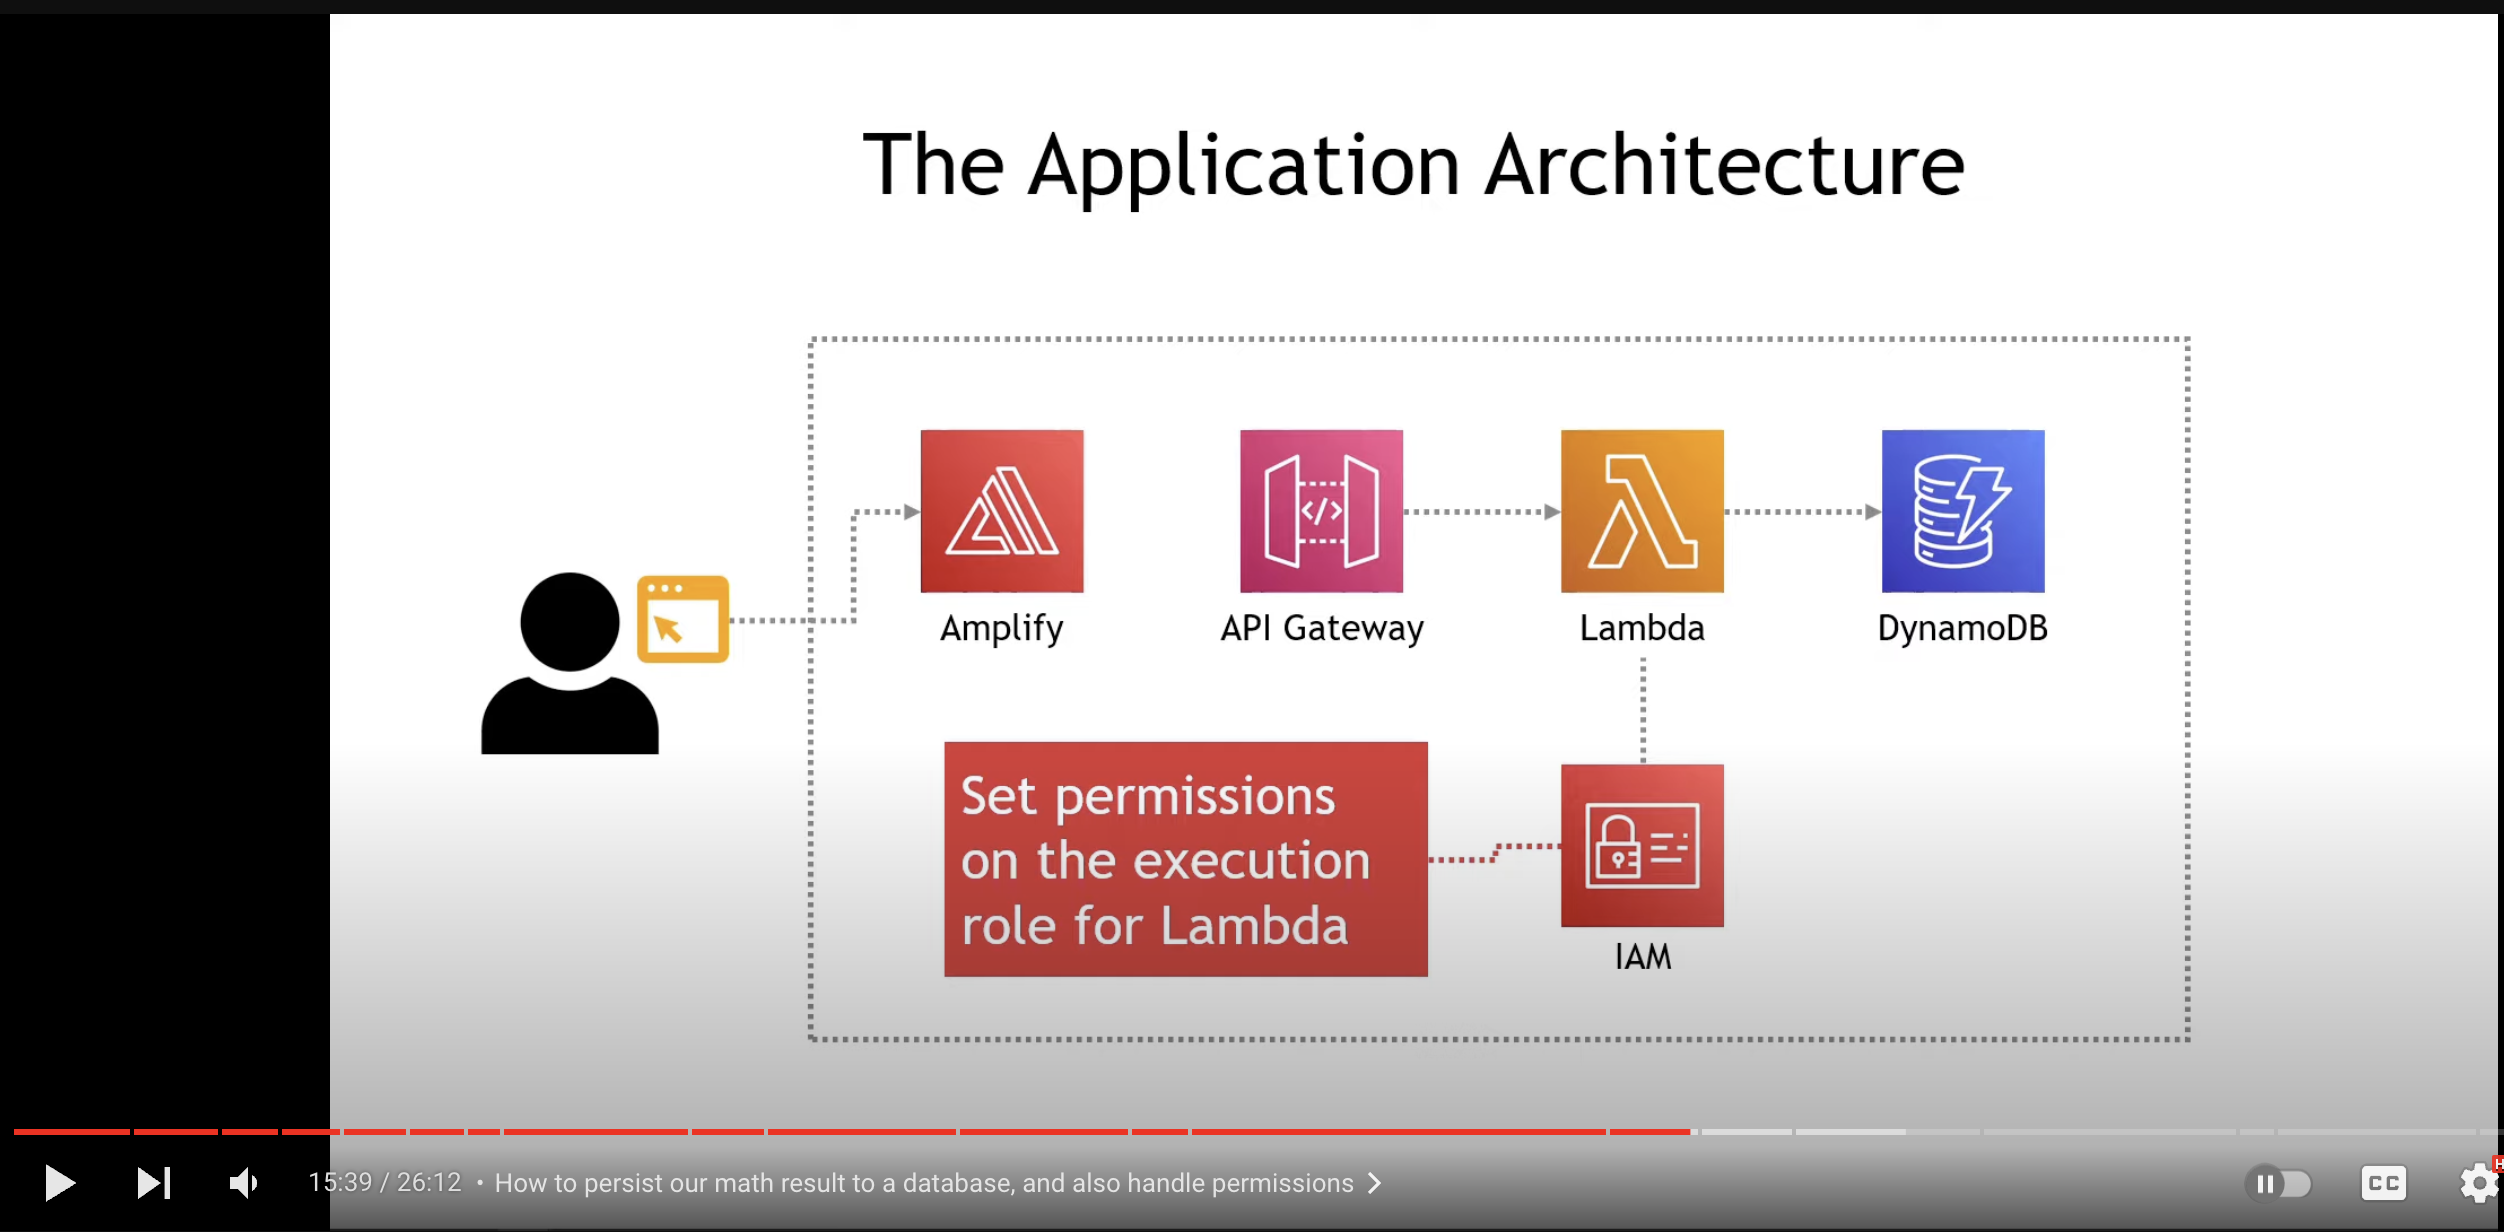 The Application Architecture
Amplify
API Gateway
Lambda
DynamoDB
Set permissions
on the execution
role for Lambda
IAM
15:39 / 26:12 • How to persist our math result to a database, and also handle permissions
CC